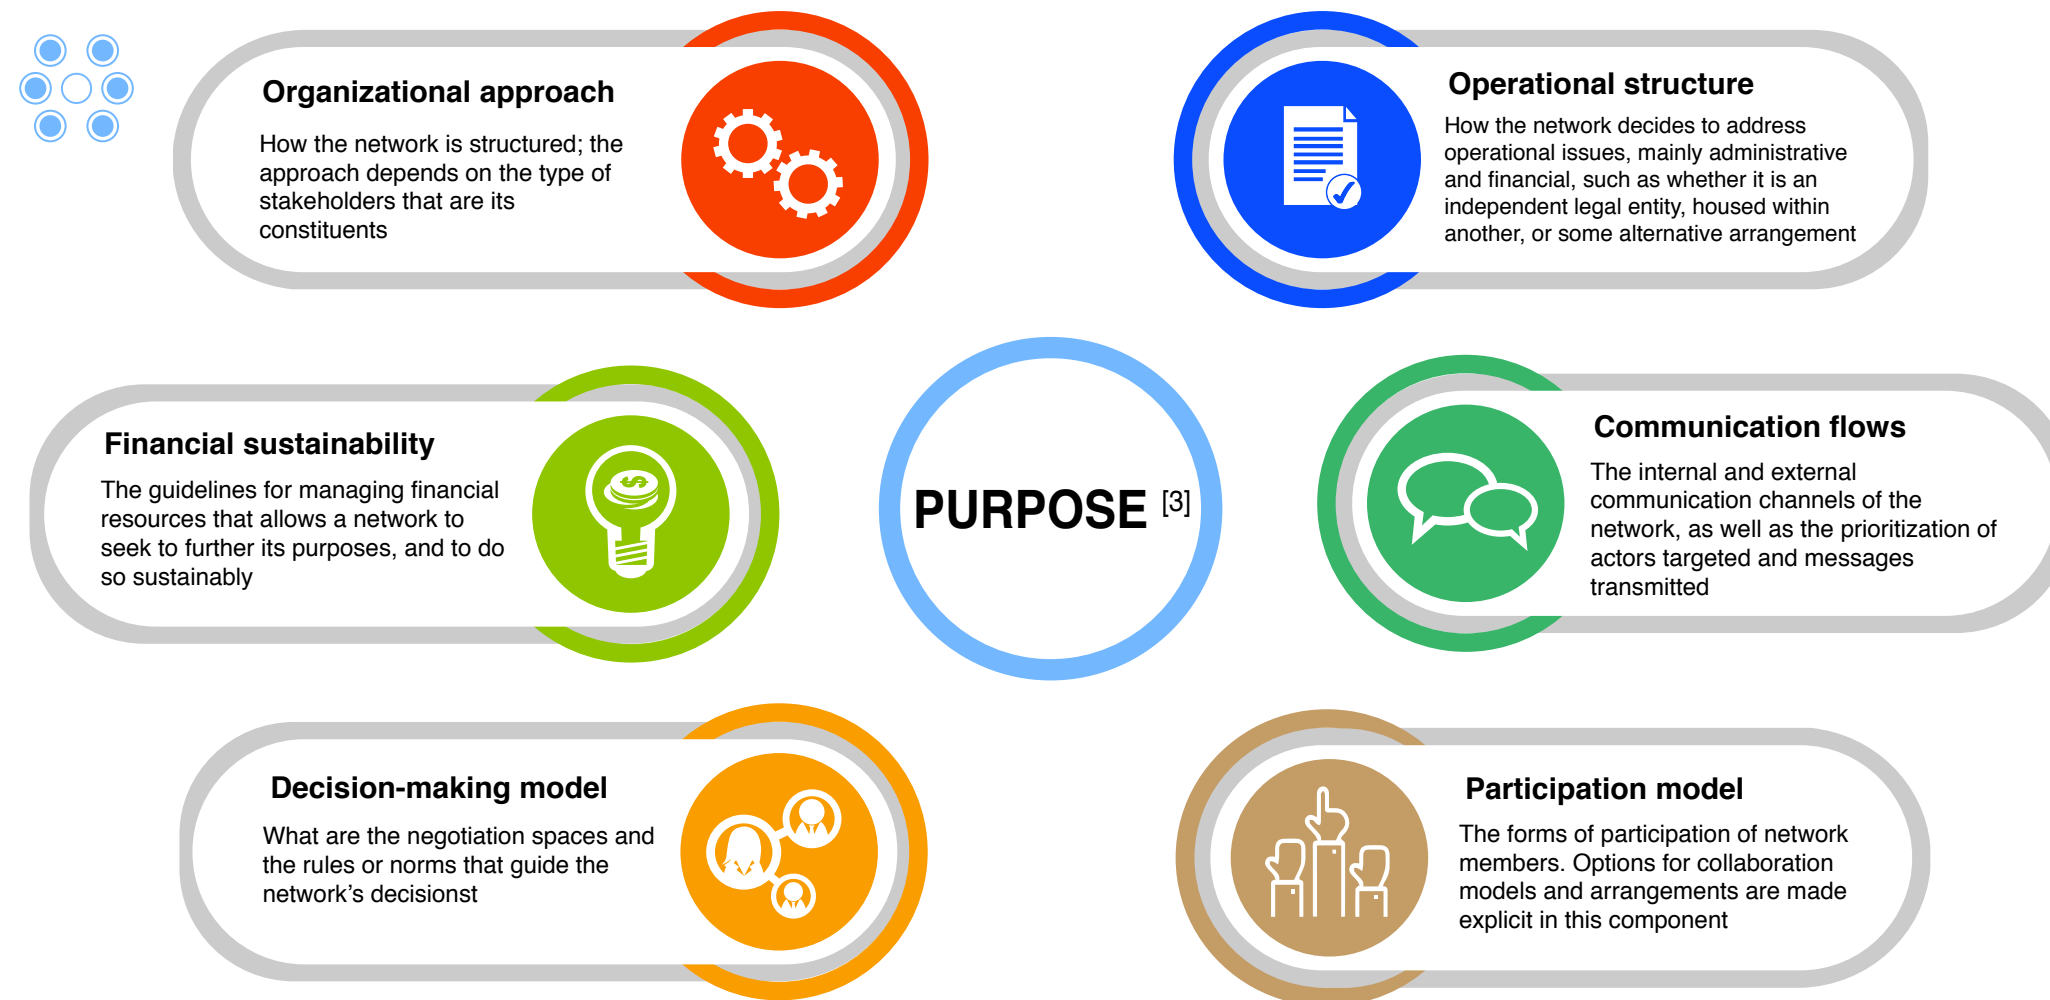 Organizational approach
How the network is structured; the
approach depends on the type of
stakeholders that are its
constituents
Operational structure
How the network decides to address
operational issues, mainly administrative
and financial, such as whether it is an
independent legal entity, housed within
another, or some alternative arrangement
Financial sustainability
The guidelines for managing financial
resources that allows a network to
seek to further its purposes, and to do
so sustainably
$
PURPOSE [3]
Communication flows
The internal and external
communication channels of the
network, as well as the prioritization of
actors targeted and messages
transmitted
Decision-making model
What are the negotiation spaces and
the rules or norms that guide the
network’s decisionst
Participation model
The forms of participation of network
members. Options for collaboration
models and arrangements are made
explicit in this component